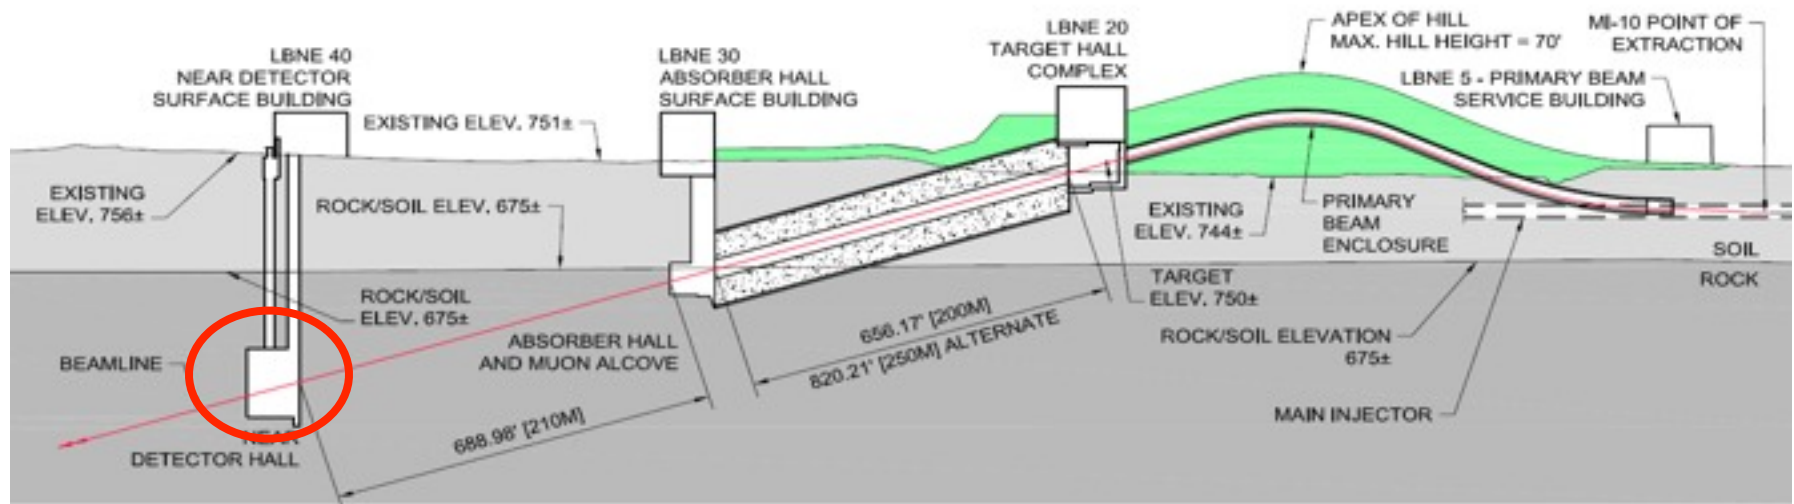 LBNE 40
NEAR DETECTOR
SURFACE BUILDING
LBNE 30
ABSORBER HALL
SURFACE BUILDING
LBNE 20
TARGET HALL
COMPLEX
APEX OF HILL
MAX. HILL HEIGHT = 70'
MI-10 POINT OF
EXTRACTION
LBNE 5 - PRIMARY BEAM
SERVICE BUILDING
EXISTING ELEV. 751±
EXISTING
ELEV. 756±
ROCK/SOIL ELEV. 675±
EXISTING
ELEV. 744±
PRIMARY
BEAM
ENCLOSURE
SOIL
ROCK
ROCK/SOIL
ELEV. 675±
TARGET
ELEV. 750±
BEAMLINE
ABSORBER HALL
AND MUON ALCOVE
656.17' [200M]
820.21' [250M] ALTERNATE
ROCK/SOIL ELEVATION
675±
MAIN INJECTOR
688.98' [210M]
NEAR
DETECTOR HALL